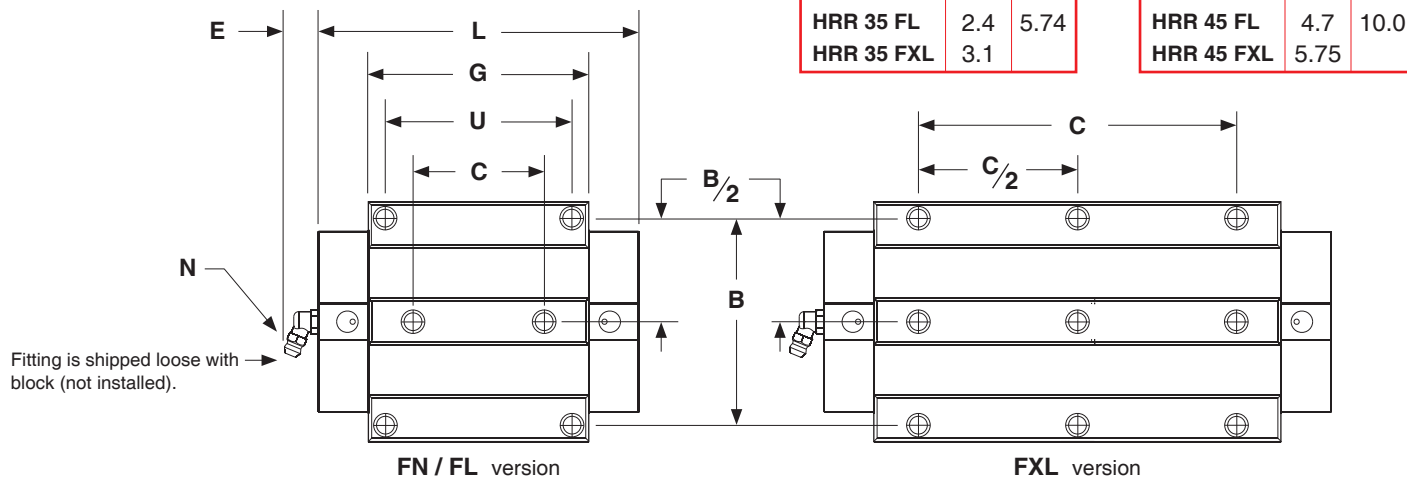 HRR 35 FL 2.4 5.74
HRR 35 FXL 3.1
HRR 45 FL 4.7 10.0
HRR 45 FXL 5.75
E
L
G
U
C
B/2
C
C/2
N
B
Fitting is shipped loose with
block (not installed).
FN / FL version
FXL version